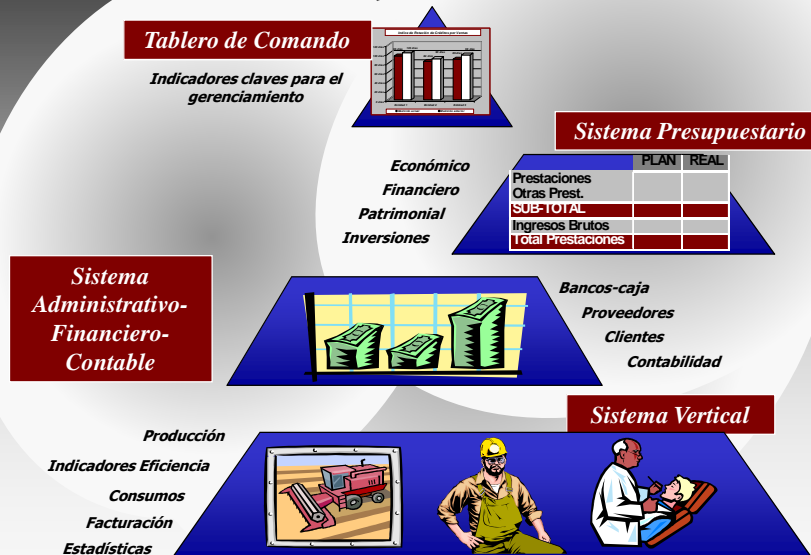 Tablero de Comando
Indicadores claves para el
gerenciamiento
Sistema Presupuestario
Económico
Financiero
Patrimonial
Inversiones
PLAN REAL
Prestaciones
Otras Prest.
SUB-TOTAL
Ingresos Brutos
Total Prestaciones
Sistema
Administrativo-
Financiero-
Contable
Bancos-caja
Proveedores
Clientes
Contabilidad
Sistema Vertical
Producción
Indicadores Eficiencia
Consumos
Facturación
Estadísticas